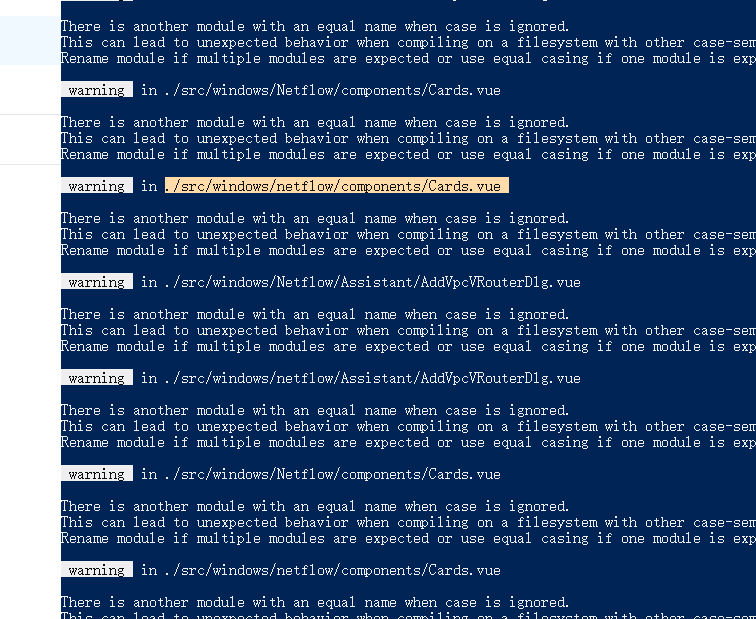 There is another module with an equal name when case is ignored.
This can lead to unexpected behavior when compiling on a filesystem with other case-sem
Rename module if multiple modules are expected or use equal casing if one module is exp
warning in ./src/windows/Netflow/components/Cards.vue
There is another module with an equal name when case is ignored.
This can lead to unexpected behavior when compiling on a filesystem with other case-sem
Rename module if multiple modules are expected or use equal casing if one module is exp
warning in ./src/windows/netflow/components/Cards.vue
There is another module with an equal name when case is ignored.
This can lead to unexpected behavior when compiling on a filesystem with other case-sem
Rename module if multiple modules are expected or use equal casing if one module is exp
warning in ./src/windows/Netflow/Assistant/AddVpcVRouterDlg.vue
There is another module with an equal name when case is ignored.
This can lead to unexpected behavior when compiling on a filesystem with other case-sem
Rename module if multiple modules are expected or use equal casing if one module is exp
warning in ./src/windows/netflow/Assistant/AddVpcVRouterDlg.vue
There is another module with an equal name when case is ignored.
This can lead to unexpected behavior when compiling on a filesystem with other case-sem
Rename module if multiple modules are expected or use equal casing if one module is exp
warning in ./src/windows/Netflow/components/Cards.vue
There is another module with an equal name when case is ignored.
This can lead to unexpected behavior when compiling on a filesystem with other case-sem
Rename module if multiple modules are expected or use equal casing if one module is exp
warning in ./src/windows/netflow/components/Cards.vue
There is another module with an equal name when case is ignored.
This can lead to unexpected behavior when compiling on a filesystem with other case-sem